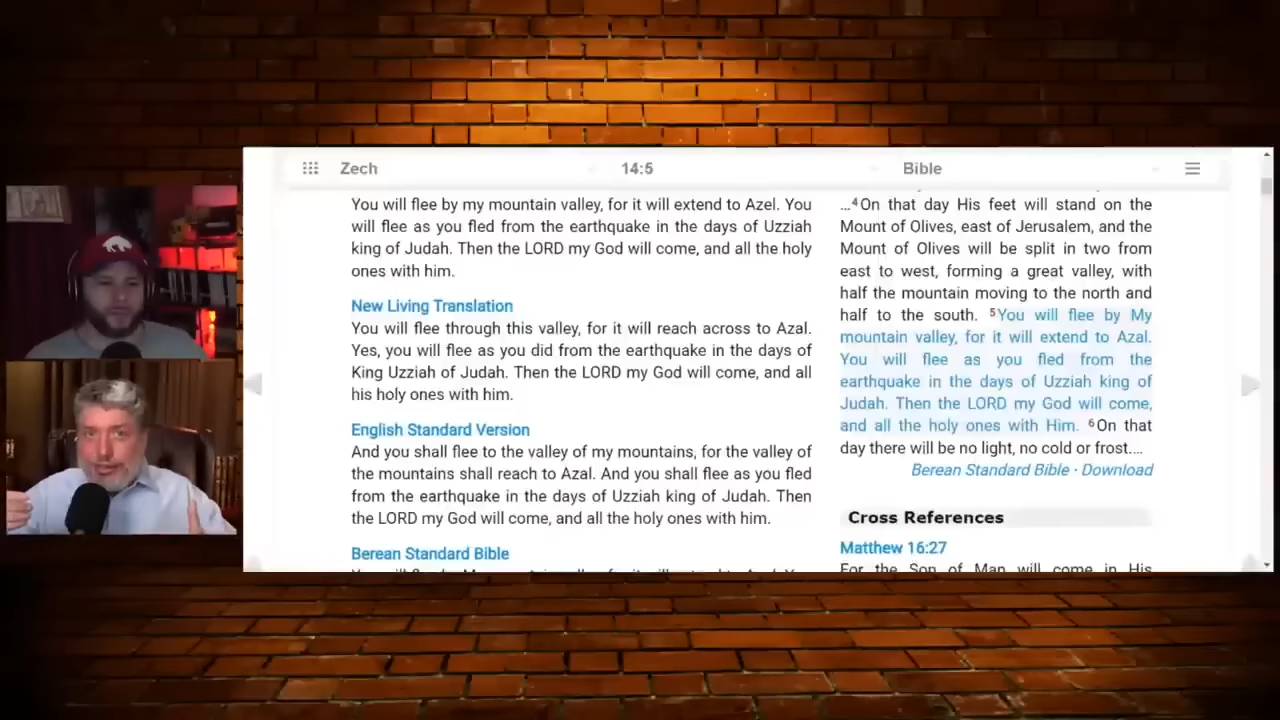 Zech 14:5 Bible
You will flee by my mountain valley, for it will extend to Azel. You
will flee as you fled from the earthquake in the days of Uzziah
king of Judah. Then the LORD my God will come, and all the holy
ones with him.
New Living Translation
You will flee through this valley, for it will reach across to Azal.
Yes, you will flee as you did from the earthquake in the days of
King Uzziah of Judah. Then the LORD my God will come, and all
his holy ones with him.
English Standard Version
And you shall flee to the valley of my mountains, for the valley of
the mountains shall reach to Azal. And you shall flee as you fled
from the earthquake in the days of Uzziah king of Judah. Then
the LORD my God will come, and all the holy ones with him.
Berean Standard Bible
...4On that day His feet will stand on the
Mount of Olives, east of Jerusalem, and the
Mount of Olives will be split in two from
east to west, forming a great valley, with
half the mountain moving to the north and
half to the south. 5You will flee by My
mountain valley, for it will extend to Azal.
You will flee as you fled from the
earthquake in the days of Uzziah king of
Judah. Then the LORD my God will come,
and all the holy ones with Him. 6On that
day there will be no light, no cold or frost....
Berean Standard Bible · Download
Cross References
Matthew 16:27
For the Son of Man will come in His